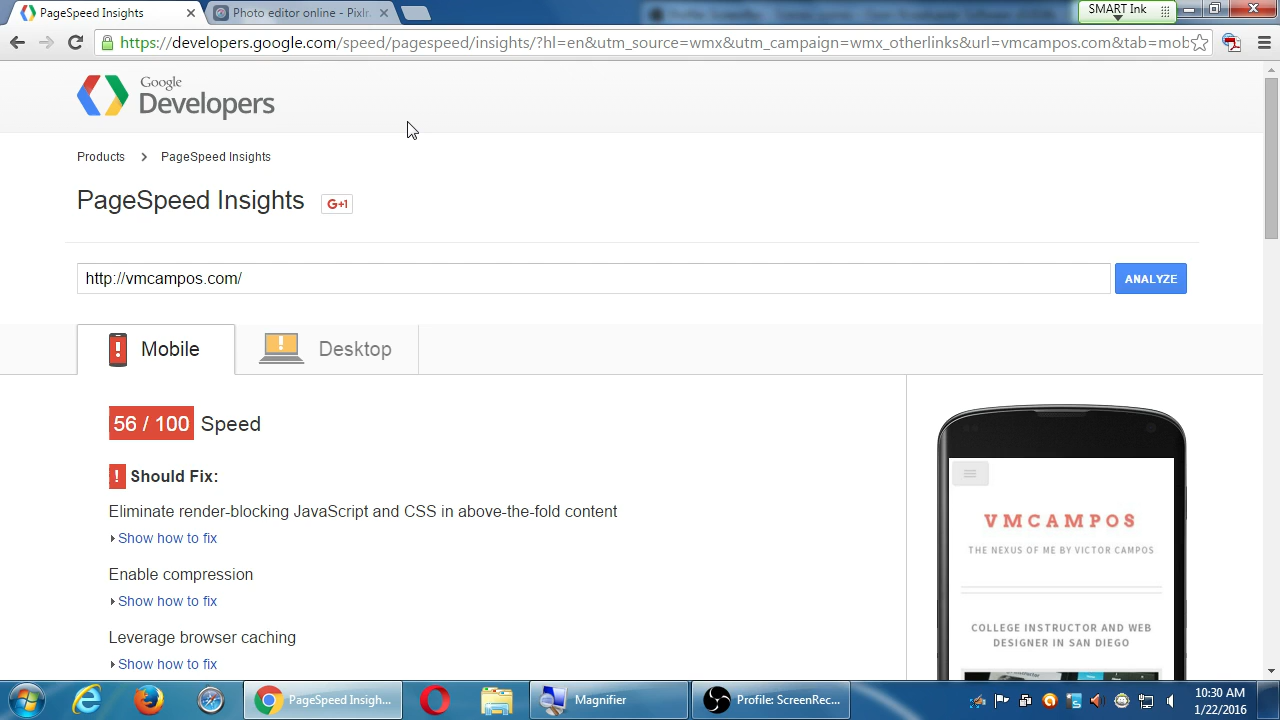 PageSpeed Insights
Photo editor online - Pixlr
SMART Ink
https://developers.google.com/speed/pagespeed/insights/?hl=en&utm_source=wmx&utm_campaign=wmx_otherlinks&url=vmcampos.com&tab=mob
Google
Developers
Products
PageSpeed Insights
PageSpeed Insights
G+1
http://vmcampos.com/
ANALYZE
Mobile
Desktop
56 / 100 Speed
! Should Fix:
Eliminate render-blocking JavaScript and CSS in above-the-fold content
Show how to fix
Enable compression
Show how to fix
Leverage browser caching
Show how to fix
VMCAMPOS
THE NEXUS OF ME BY VICTOR CAMPOS
COLLEGE INSTRUCTOR AND WEB
DESIGNER IN SAN DIEGO
PageSpeed Insigh...
Magnifier
Profile: ScreenRec...
10:30 AM
1/22/2016